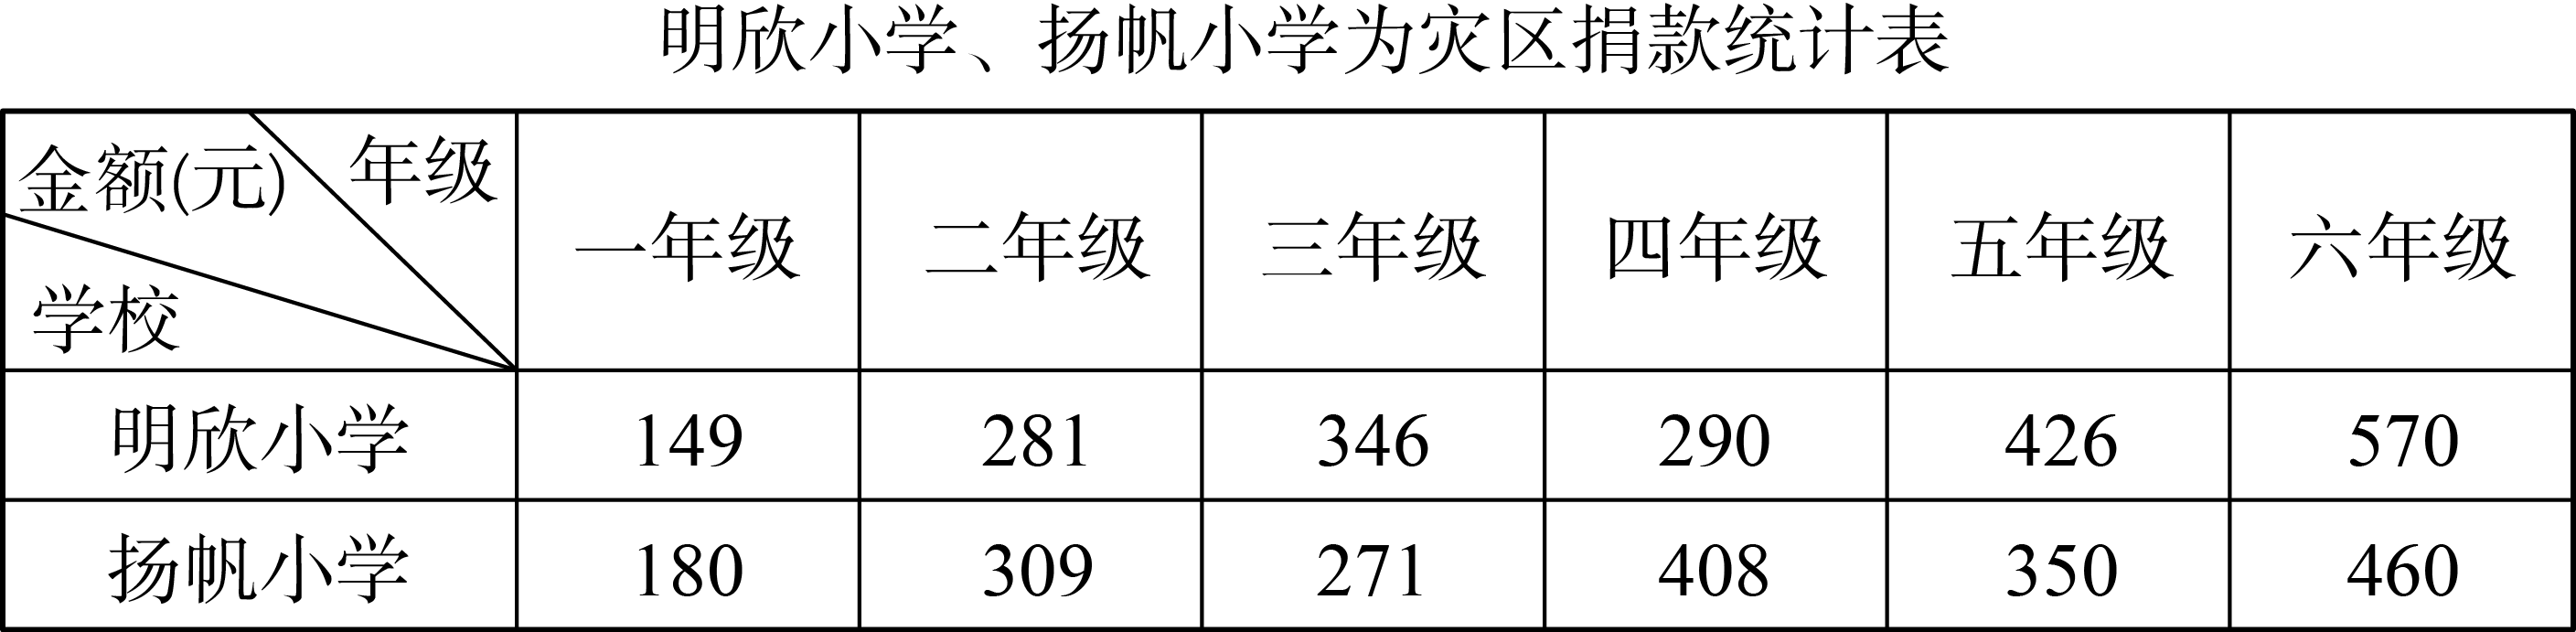 明欣小学、扬帆小学为灾区捐款统计表
金额(元) 年级
学校
一年级 二年级 三年级 四年级 五年级 六年级
明欣小学 149 281 346 290 426 570
扬帆小学 180 309 271 408 350 460